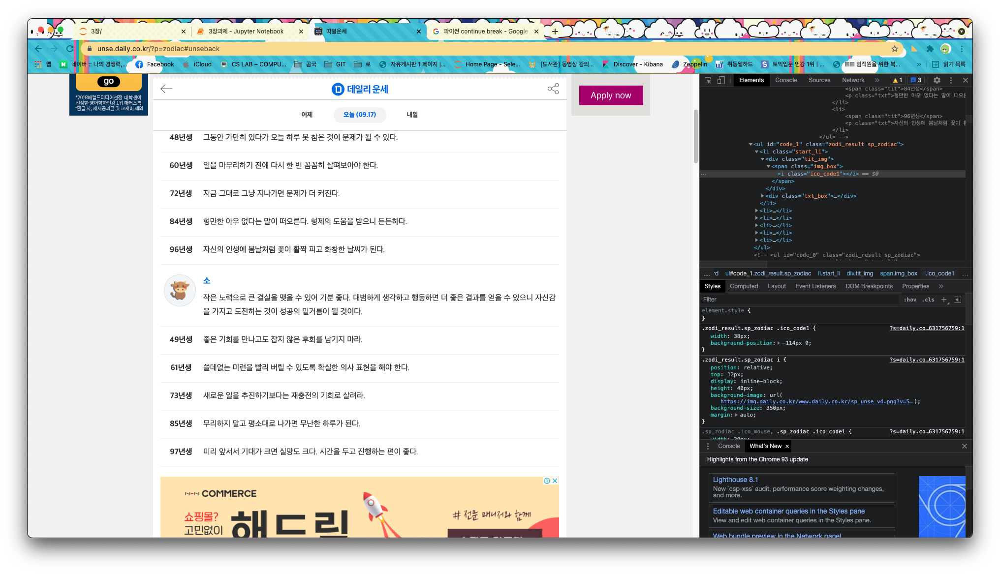 3장/
3장과제 - Jupyter Notebook
띠별운세
파이썬 continue break - Google
unse.daily.co.kr/?p=zodiac#unseback
앱
네이버 :: 나의 경쟁력,...
Facebook
iCloud
CS LAB – COMPU...
곰국
GIT
로
자유게시판 1 페이지 |...
Home Page - Sele...
[도서관] 동영상 강의...
Discover - Kibana
Zeppelin
취동웹하드
토익입문 인강 1위 | ...
임직원을 위한 복...
»
읽기 목록
go
*2018헤럴드미디어선정 대학생이
선정한 영어회화인강 1위 해커스톡
*환급 시, 제세공과금 및 교재비 제외
데일리 운세
어제
오늘 (09.17)
내일
48년생 그동안 가만히 있다가 오늘 하루 못 참은 것이 문제가 될 수 있다.
60년생 일을 마무리하기 전에 다시 한 번 꼼꼼히 살펴보아야 한다.
72년생 지금 그대로 그냥 지나가면 문제가 더 커진다.
84년생 형만한 아우 없다는 말이 떠오른다. 형제의 도움을 받으니 든든하다.
96년생 자신의 인생에 봄날처럼 꽃이 활짝 피고 화창한 날씨가 된다.
소
작은 노력으로 큰 결실을 맺을 수 있어 기분 좋다. 대범하게 생각하고 행동하면 더 좋은 결과를 얻을 수 있으니 자신감
을 가지고 도전하는 것이 성공의 밑거름이 될 것이다.
49년생 좋은 기회를 만나고도 잡지 않은 후회를 남기지 마라.
61년생 쓸데없는 미련을 빨리 버릴 수 있도록 확실한 의사 표현을 해야 한다.
73년생 새로운 일을 추진하기보다는 재충전의 기회로 살려라.
85년생 무리하지 말고 평소대로 나가면 무난한 하루가 된다.
97년생 미리 앞서서 기대가 크면 실망도 크다. 시간을 두고 진행하는 편이 좋다.
COMMERCE
쇼핑몰?
고민없이
해드림
# 전문 매니저와 함께
Apply now
Elements Console Sources Network » 1 3
<span class="tit">84년생</span>
<p class="txt">형만한 아우 없다는 말이 떠오른
</li>
<li>
<span class="tit">96년생</span>
<p class="txt">자신의 인생에 봄날처럼 꽃이 활
</li>
</ul> -->
<ul id="code_1" class="zodi_result sp_zodiac">
<li class="start_li">
<div class="tit_img">
<span class="img_box">
<i class="ico_code1"></i> == $0
</span>
</div>
<div class="txt_box">…</div>
</li>
<li>…</li>
<li>…</li>
<li>…</li>
<li>…</li>
<li>…</li>
</ul>
<!-- <ul id="code_0" class="zodi_result sp_zodiac">
... rd ul#code_1.zodi_result.sp_zodiac li.start_li div.tit_img span.img_box i.ico_code1 ...
Styles Computed Layout Event Listeners DOM Breakpoints Properties »
Filter :hov .cls +
element.style {
}
.zodi_result.sp_zodiac .ico_code1 { ?s=daily.co…631756759:1
width: 38px;
background-position: -114px 0;
}
.zodi_result.sp_zodiac i { ?s=daily.co…631756759:1
position: relative;
top: 12px;
display: inline-block;
height: 40px;
background-image: url(
https://img.daily.co.kr/www.daily.co.kr/sp_unse_v4.png?v=5…);
background-size: 350px;
margin: auto;
}
.sp_zodiac .ico_mouse, .sp_zodiac .ico_code1 { ?s=daily.co…631756759:1
width: 30px;
Console What's New
Highlights from the Chrome 93 update
Lighthouse 8.1
New `csp-xss` audit, performance score weighting changes,
and more.
Editable web container queries in the Styles pane
View and edit web container queries in the Styles pane.
Web bundle preview in the Network panel